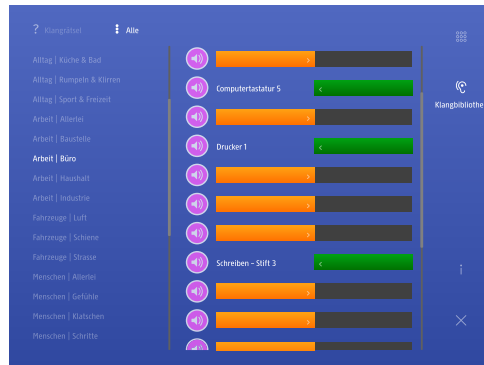 ? Klangrätsel
Alle
Alltag | Küche & Bad
Alltag | Rumpeln & Klirren
Alltag | Sport & Freizeit
Arbeit | Allerlei
Arbeit | Baustelle
Arbeit | Büro
Arbeit | Haushalt
Arbeit | Industrie
Fahrzeuge | Luft
Fahrzeuge | Schiene
Fahrzeuge | Strasse
Menschen | Allerlei
Menschen | Gefühle
Menschen | Klatschen
Menschen | Schritte
Computertastatur 5
Drucker 1
Schreiben - Stift 3
Klangbibliothe